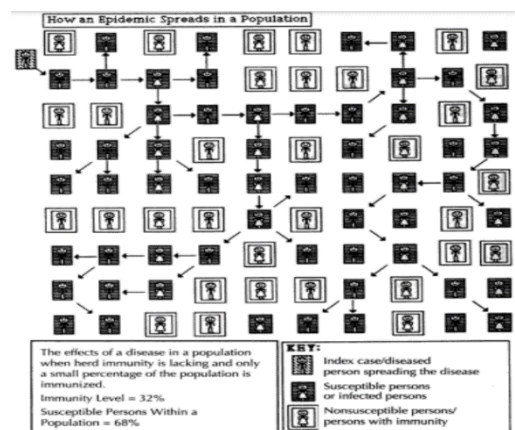 How an Epidemic Spreads in a Population
The effects of a disease in a population
when herd immunity is lacking and only
a small percentage of the population is
immunized.
Immunity Level = 32%
Susceptible Persons Within a
Population = 68%
KEY:
Index case/diseased
person spreading the disease
Susceptible persons
or infected persons
Nonsusceptible persons/
persons with immunity